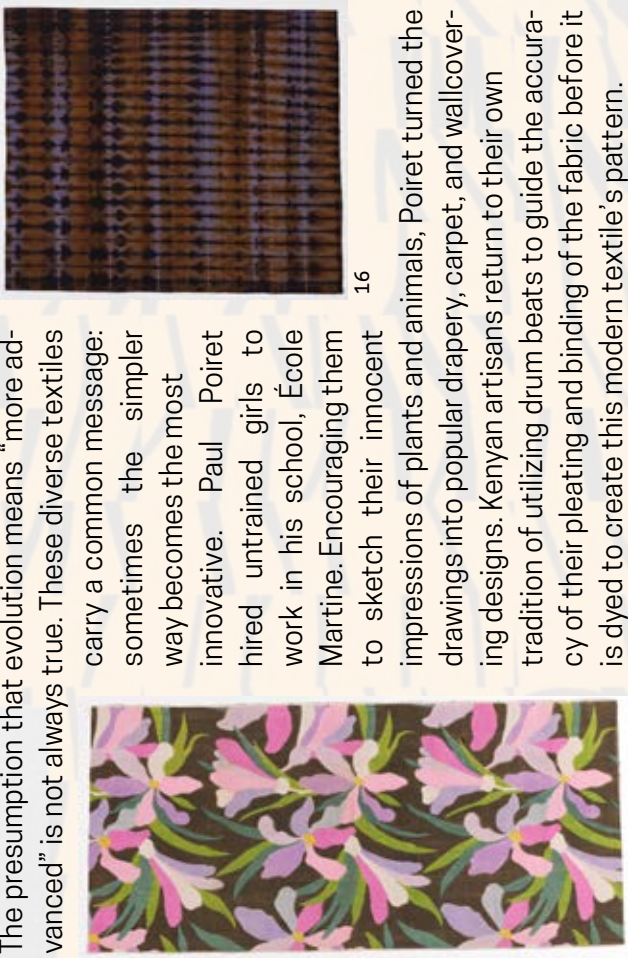 The presumption that evolution means “more ad-
vanced” is not always true. These diverse textiles
carry a common message:
sometimes the simpler
way becomes the most
innovative. Paul Poiret
hired untrained girls to
work in his school, École
Martine. Encouraging them
to sketch their innocent
impressions of plants and animals, Poiret turned the
drawings into popular drapery, carpet, and wallcover-
ing designs. Kenyan artisans return to their own
tradition of utilizing drum beats to guide the accura-
cy of their pleating and binding of the fabric before it
is dyed to create this modern textile’s pattern.
16